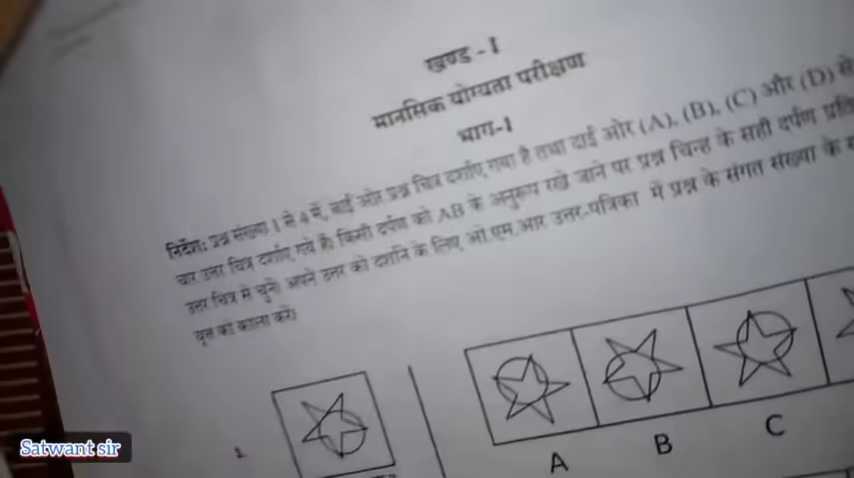 खण्ड - I
मानसिक योग्यता परीक्षण
भाग-I
निर्देश: प्रश्न संख्या 1 से 4 में, बाईं ओर प्रश्न चित्र दर्शाए गया है तथा दाईं ओर (A), (B), (C) और (D) से
चार उत्तर चित्र दर्शाए गये हैं। किसी दर्पण को AB के अनुरूप रखे जाने पर प्रश्न चिन्ह के सही दर्पण
उत्तर चित्र में चुनें। अपने उत्तर को दर्शाने के लिए ओ.एम.आर उत्तर-पत्रिका में प्रश्न के संगत संख्या के
वृत्त को काला करें।
1.
A B C
Satwant sir